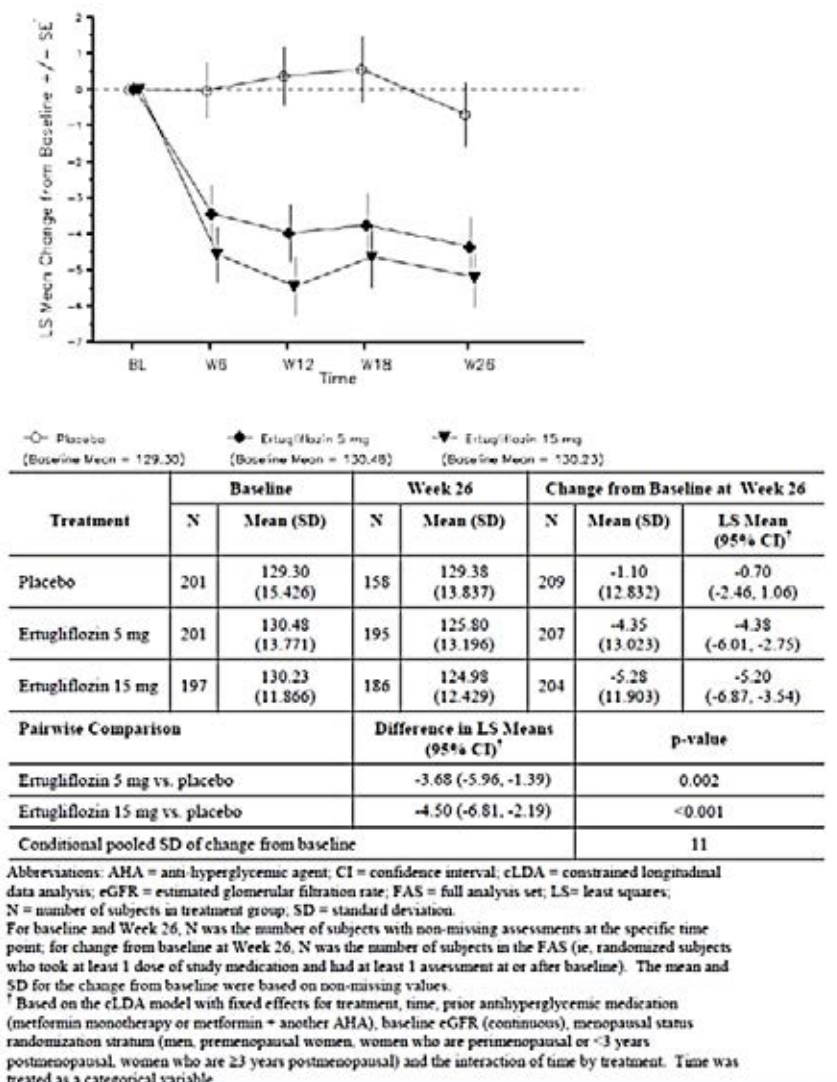 LS Mean Change from Baseline +/- SE
2
1
0
-1
-2
-3
-4
-5
-6
-7
BL W6 W12 W18 W26
Time
Placebo Ertugliflozin 5 mg Ertugliflozin 15 mg
(Baseline Mean = 129.30) (Baseline Mean = 130.48) (Baseline Mean = 130.23)
Baseline Week 26 Change from Baseline at Week 26
Treatment N Mean (SD) N Mean (SD) N Mean (SD) LS Mean
(95% CI)†
Placebo 201 129.30 158 129.38 209 -1.10 -0.70
(15.426) (13.837) (12.832) (-2.46, 1.06)
Ertugliflozin 5 mg 201 130.48 195 125.80 207 -4.35 -4.38
(13.771) (13.196) (13.023) (-6.01, -2.75)
Ertugliflozin 15 mg 197 130.23 186 124.98 204 -5.28 -5.20
(11.866) (12.429) (11.903) (-6.87, -3.54)
Pairwise Comparison Difference in LS Means p-value
(95% CI)†
Ertugliflozin 5 mg vs. placebo -3.68 (-5.96, -1.39) 0.002
Ertugliflozin 15 mg vs. placebo -4.50 (-6.81, -2.19) <0.001
Conditional pooled SD of change from baseline 11
Abbreviations: AHA = anti-hyperglycemic agent; CI = confidence interval; cLDA = constrained longitudinal
data analysis; eGFR = estimated glomerular filtration rate; FAS = full analysis set; LS= least squares;
N = number of subjects in treatment group; SD = standard deviation.
For baseline and Week 26, N was the number of subjects with non-missing assessments at the specific time
point; for change from baseline at Week 26, N was the number of subjects in the FAS (ie, randomized subjects
who took at least 1 dose of study medication and had at least 1 assessment at or after baseline). The mean and
SD for the change from baseline were based on non-missing values.
† Based on the cLDA model with fixed effects for treatment, time, prior antihyperglycemic medication
(metformin monotherapy or metformin + another AHA), baseline eGFR (continuous), menopausal status
randomization stratum (men, premenopausal women, women who are perimenopausal or <3 years
postmenopausal, women who are ≥3 years postmenopausal) and the interaction of time by treatment. Time was
treated as a categorical variable